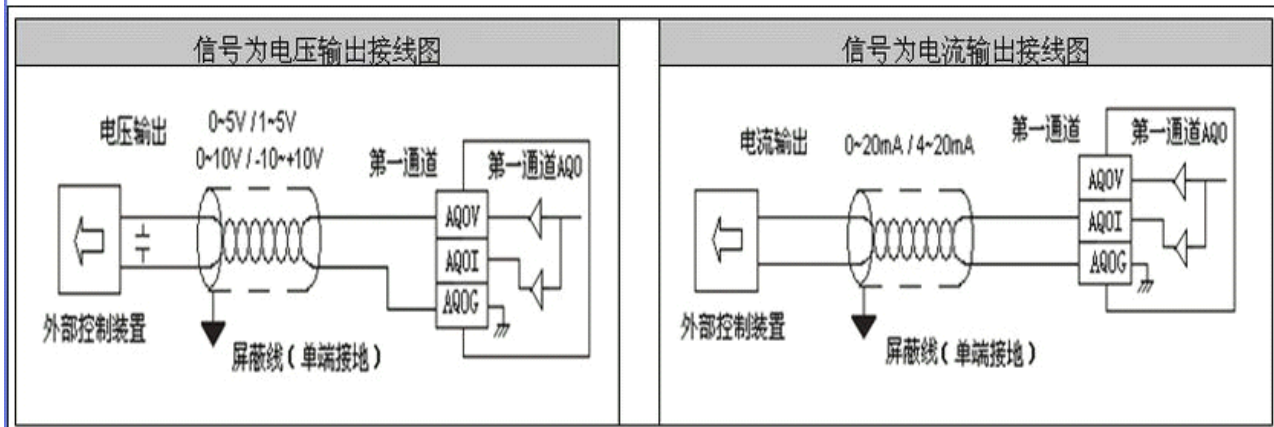 信号为电压输出接线图
电压输出
0~5V /1~5V
0~10V / -10~+10V
第一通道
第一通道AQ0
AQ0V
AQ0I
AQ0G
外部控制装置
屏蔽线 ( 单端接地 )
信号为电流输出接线图
电流输出
0~20mA / 4~20mA
第一通道
第一通道AQ0
AQ0V
AQ0I
AQ0G
外部控制装置
屏蔽线 ( 单端接地 )